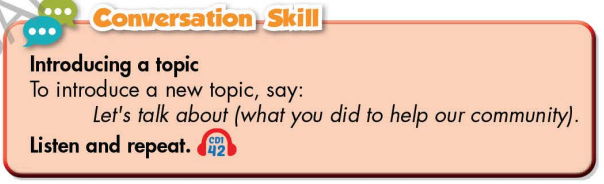 Conversation Skill
Introducing a topic
To introduce a new topic, say:
Let's talk about (what you did to help our community).
Listen and repeat. CD1
42